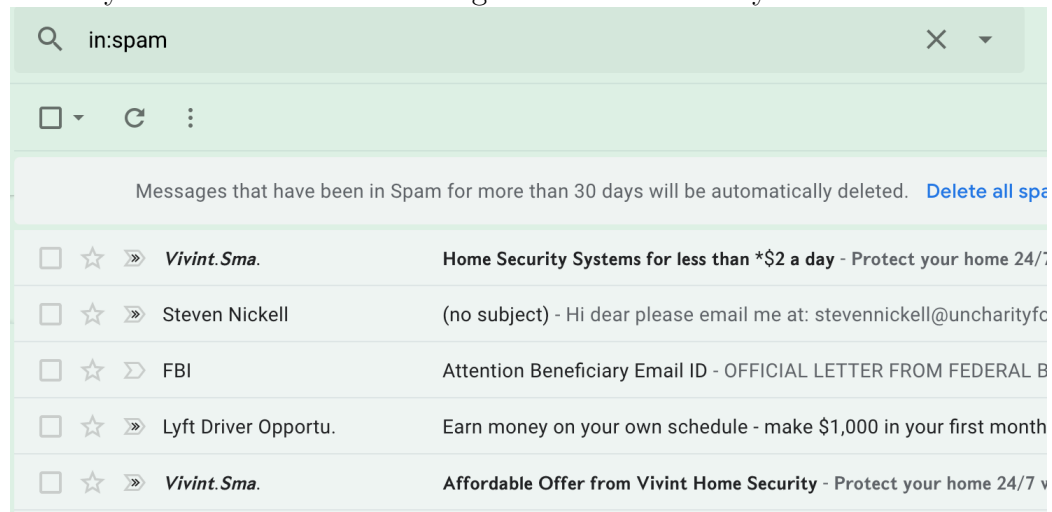 in:spam
Messages that have been in Spam for more than 30 days will be automatically deleted. Delete all spa
Vivint.Sma. Home Security Systems for less than *$2 a day - Protect your home 24/7
Steven Nickell (no subject) - Hi dear please email me at: stevennickell@uncharityfo
FBI Attention Beneficiary Email ID - OFFICIAL LETTER FROM FEDERAL B
Lyft Driver Opportu. Earn money on your own schedule - make $1,000 in your first month
Vivint.Sma. Affordable Offer from Vivint Home Security - Protect your home 24/7 v